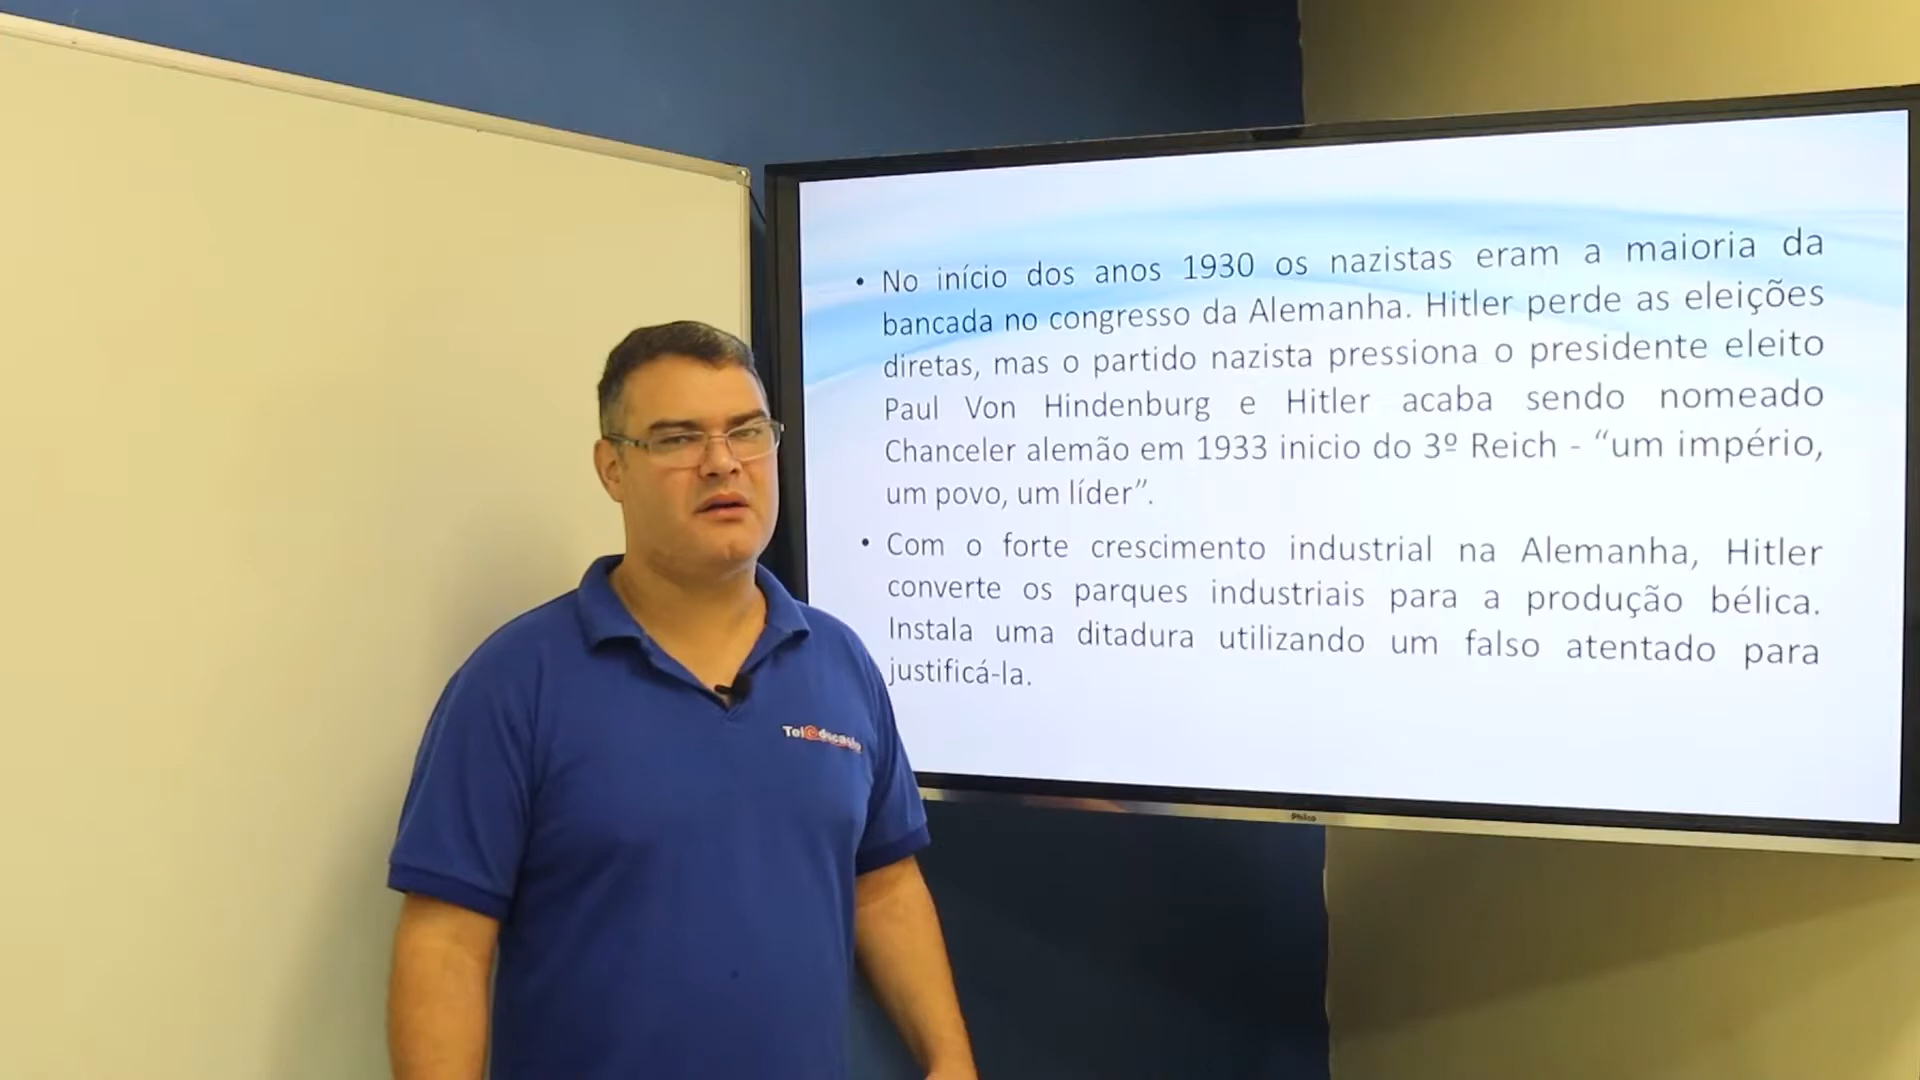 • No início dos anos 1930 os nazistas eram a maioria da
bancada no congresso da Alemanha. Hitler perde as eleições
diretas, mas o partido nazista pressiona o presidente eleito
Paul Von Hindenburg e Hitler acaba sendo nomeado
Chanceler alemão em 1933 inicio do 3º Reich - “um império,
um povo, um líder”.
• Com o forte crescimento industrial na Alemanha, Hitler
converte os parques industriais para a produção bélica.
Instala uma ditadura utilizando um falso atentado para
justificá-la.
Philco